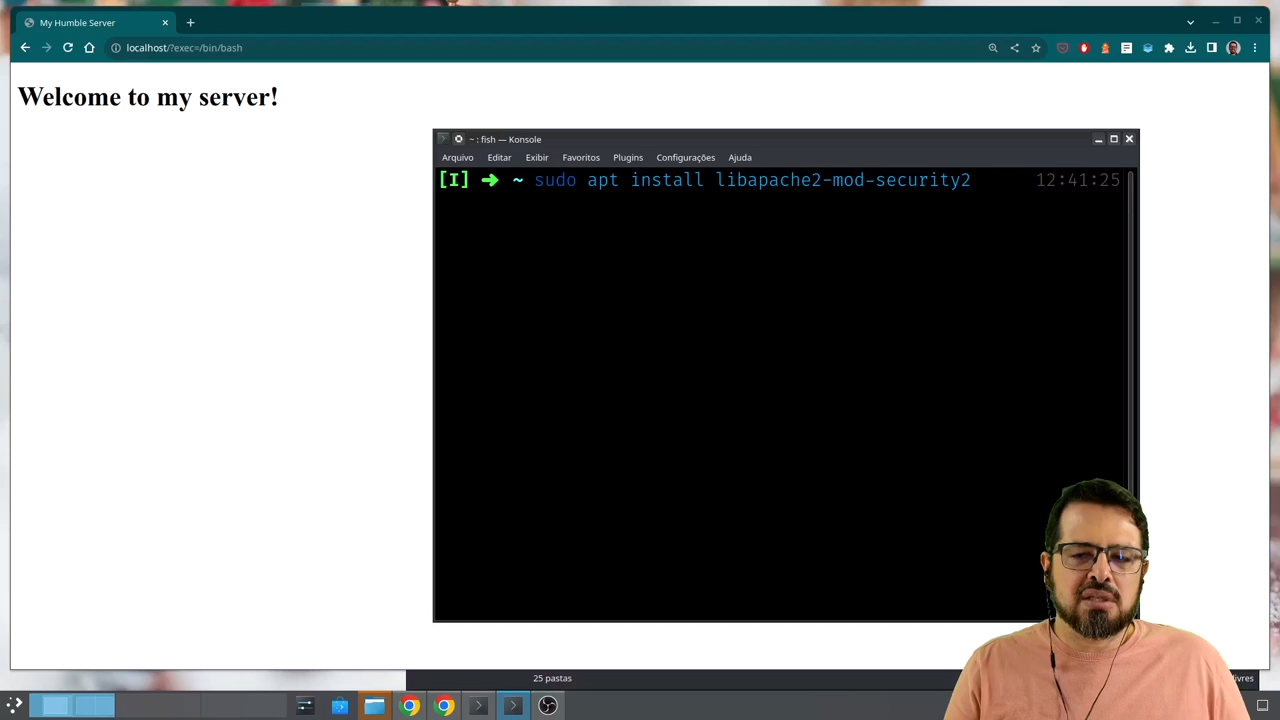 My Humble Server
localhost/?exec=/bin/bash
Welcome to my server!
~ : fish — Konsole
Arquivo Editar Exibir Favoritos Plugins Configurações Ajuda
[I] ➜ ~ sudo apt install libapache2-mod-security2 12:41:25
25 pastas
livres